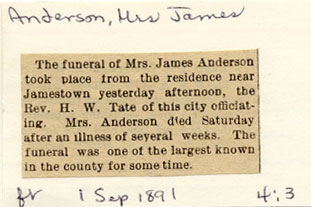 Anderson, Mrs James
The funeral of Mrs. James Anderson
took place from the residence near
Jamestown yesterday afternoon, the
Rev. H. W. Tate of this city officiat-
ing. Mrs. Anderson died Saturday
after an illness of several weeks. The
funeral was one of the largest known
in the county for some time.
1 Sep 1891 4:3